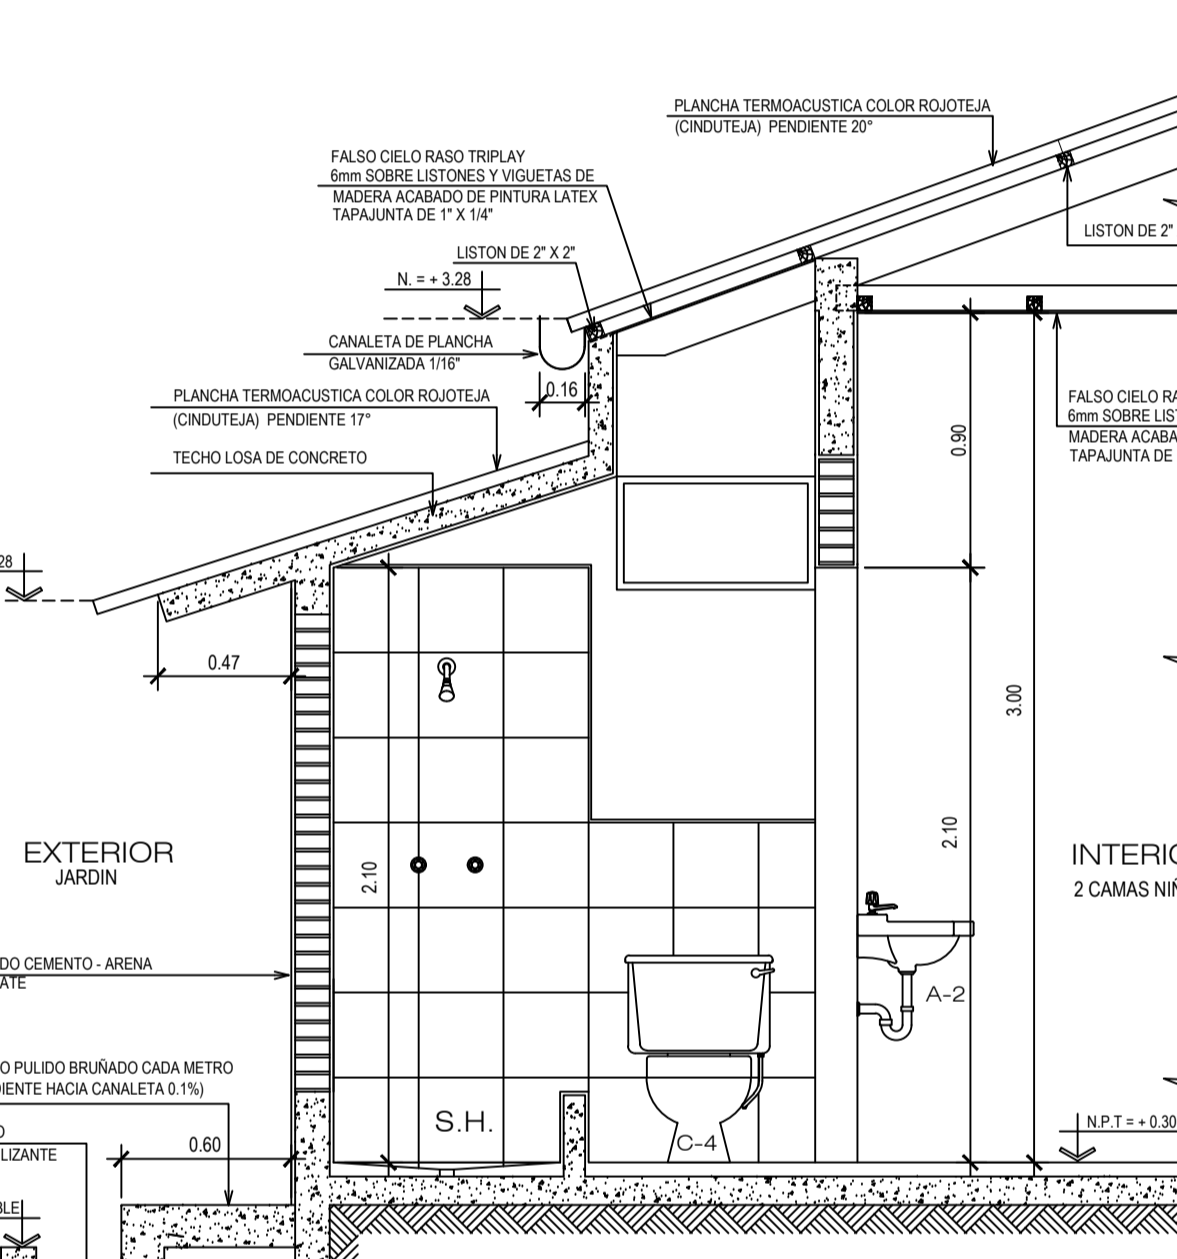 PLANCHA TERMOACUSTICA COLOR ROJOTEJA
(CINDUTEJA) PENDIENTE 20°
FALSO CIELO RASO TRIPLAY
6mm SOBRE LISTONES Y VIGUETAS DE
MADERA ACABADO DE PINTURA LATEX
TAPAJUNTA DE 1" X 1/4"
LISTON DE 2"
LISTON DE 2" X 2"
N. = + 3.28
CANALETA DE PLANCHA
GALVANIZADA 1/16"
0.16
PLANCHA TERMOACUSTICA COLOR ROJOTEJA
(CINDUTEJA) PENDIENTE 17°
TECHO LOSA DE CONCRETO
FALSO CIELO RA
6mm SOBRE LIS
MADERA ACABA
TAPAJUNTA DE
0.90
28
0.47
3.00
2.10
2.10
EXTERIOR
JARDIN
INTERIO
2 CAMAS NIÑ
DO CEMENTO - ARENA
ATE
A-2
O PULIDO BRUÑADO CADA METRO
DIENTE HACIA CANALETA 0.1%)
S.H.
C-4
N.P.T = + 0.30
O
LIZANTE
0.60
BLE